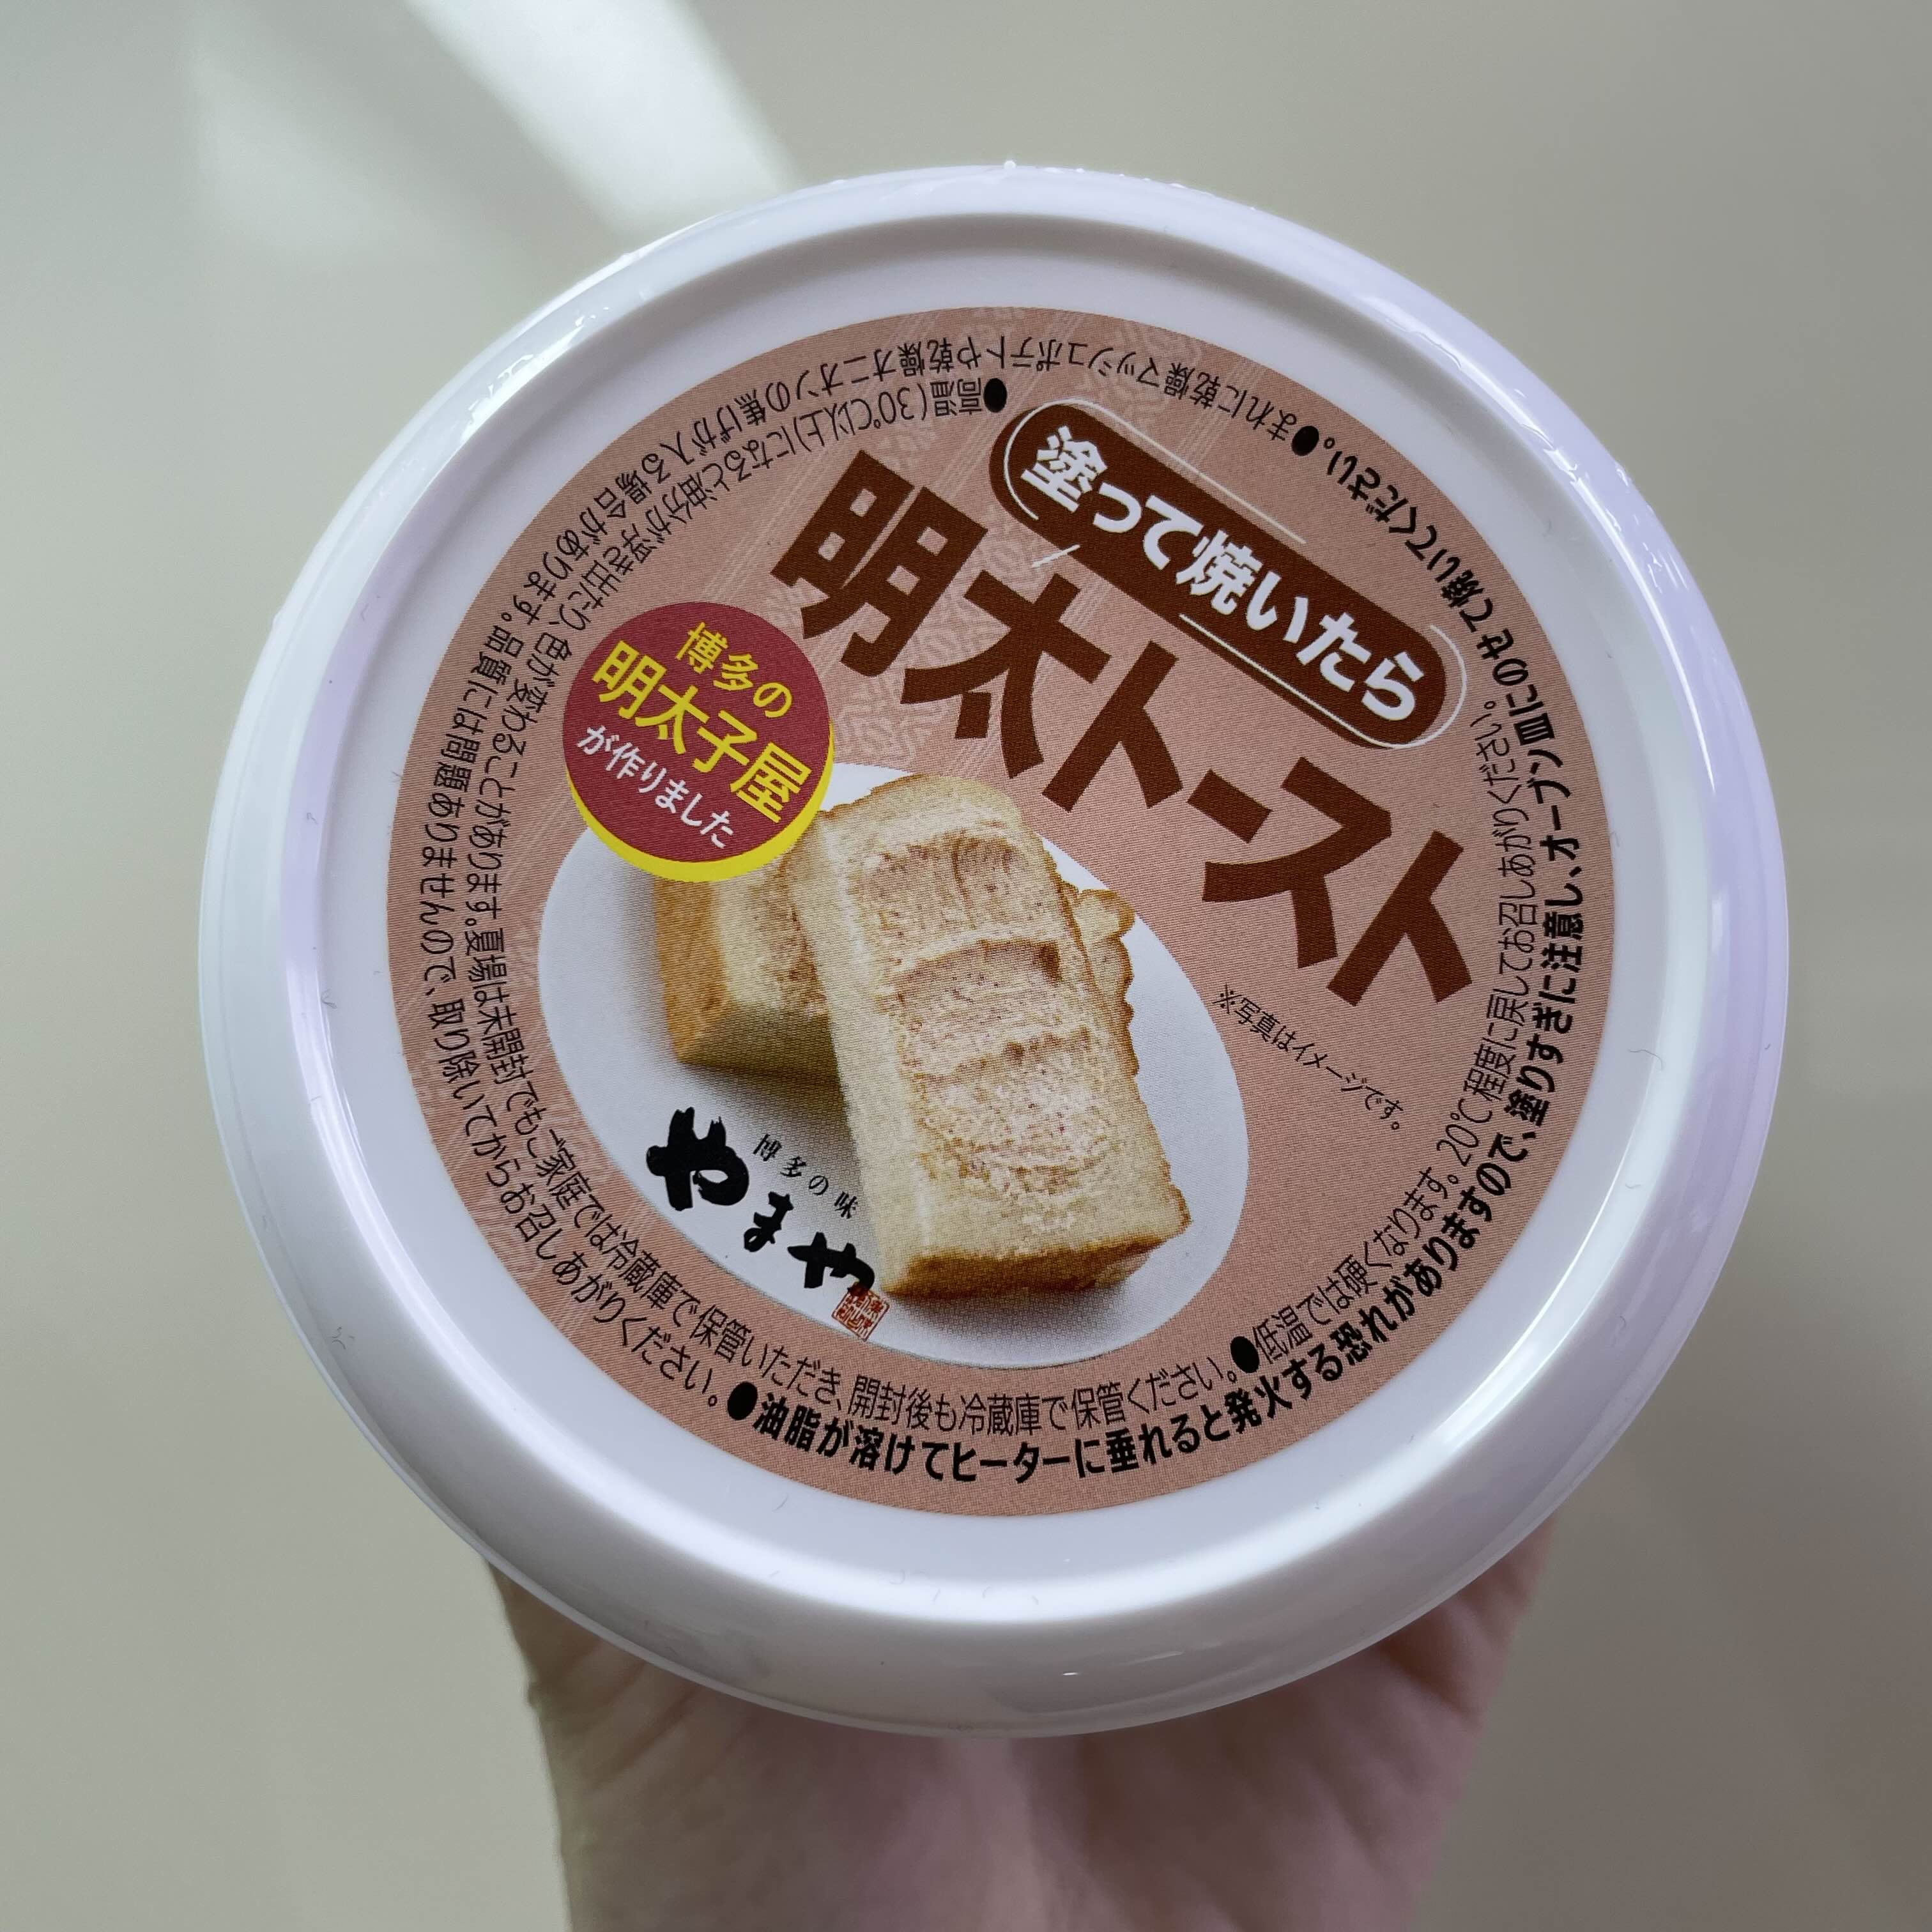 塗って焼いたら
明太トースト
博多の
明太子屋
が作りました
※写真はイメージです。
博多の味
やまや
●高温(30℃以上)になると油分が浮き出たり、色が変わることがあります。夏場は未開封でもご家庭では冷蔵庫で保管いただき、開封後も冷蔵庫で保管ください。●低温では硬くなります。20℃程度に戻してお召しあがりください。
●まれに乾燥マッシュポテトや乾燥オニオンの焦げが入る場合があります。品質には問題ありませんので、取り除いてからお召しあがりください。●油脂が溶けてヒーターに垂れると発火する恐れがありますので、塗りすぎに注意し、オーブン皿にのせて焼いてください。